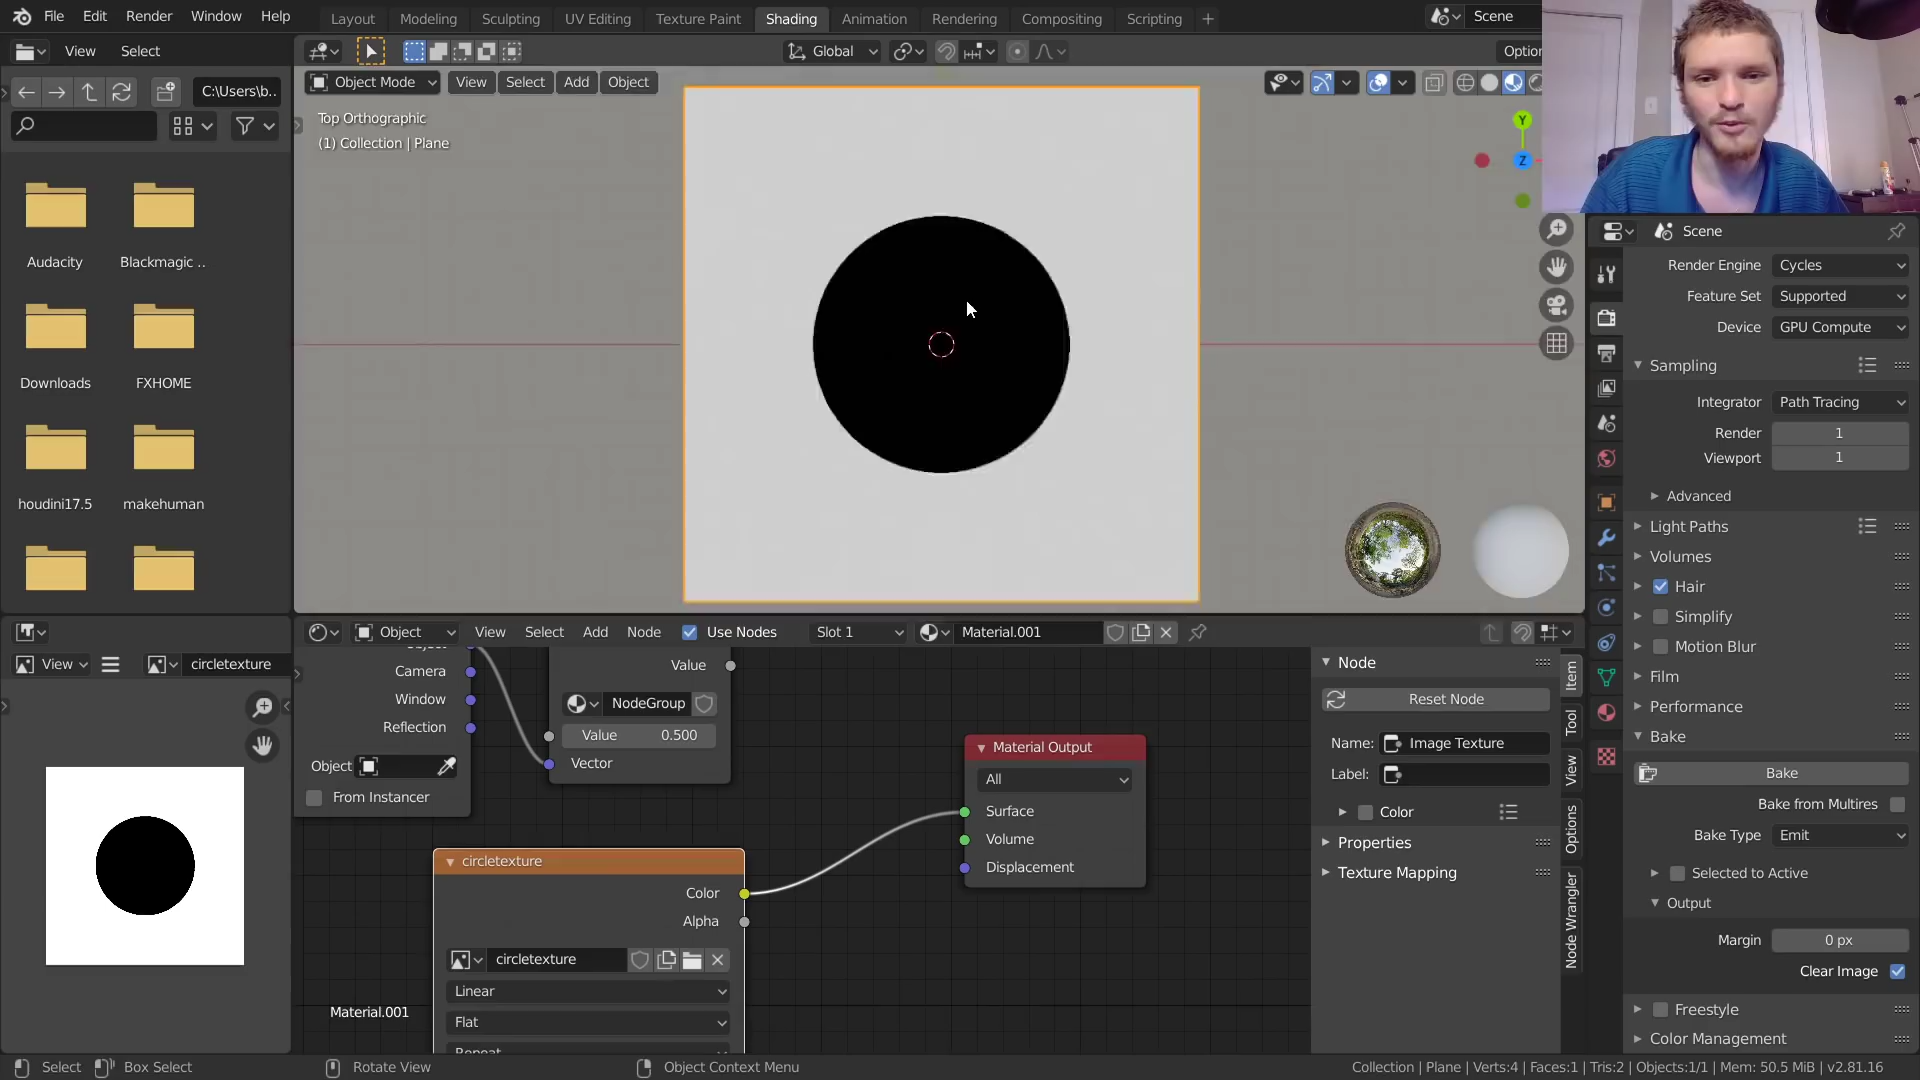 File Edit Render Window Help
Layout Modeling Sculpting UV Editing Texture Paint Shading Animation Rendering Compositing Scripting +
Scene
View Select
Global
Object Mode View Select Add Object
C:\Users\b..
Top Orthographic
(1) Collection | Plane
Y
Z
Audacity Blackmagic ..
Downloads FXHOME
houdini17.5 makehuman
Scene
Render Engine Cycles
Feature Set Supported
Device GPU Compute
Sampling
Integrator Path Tracing
Render 1
Viewport 1
Advanced
Light Paths
Volumes
Hair
Simplify
Motion Blur
Film
Performance
Bake
Bake
Bake from Multires
Bake Type Emit
Selected to Active
Output
Margin 0 px
Clear Image
Freestyle
Color Management
View circletexture
Object View Select Add Node Use Nodes Slot 1 Material.001
Camera
Window
Reflection
Object
From Instancer
Value
NodeGroup
Value 0.500
Vector
Material Output
All
Surface
Volume
Displacement
circletexture
Color
Alpha
circletexture
Linear
Flat
Repeat
Material.001
Node
Reset Node
Name: Image Texture
Label:
Color
Properties
Texture Mapping
Item
Tool
View
Options
Node Wrangler
Select Box Select Rotate View Object Context Menu
Collection | Plane | Verts:4 | Faces:1 | Tris:2 | Objects:1/1 | Mem: 50.5 MiB | v2.81.16